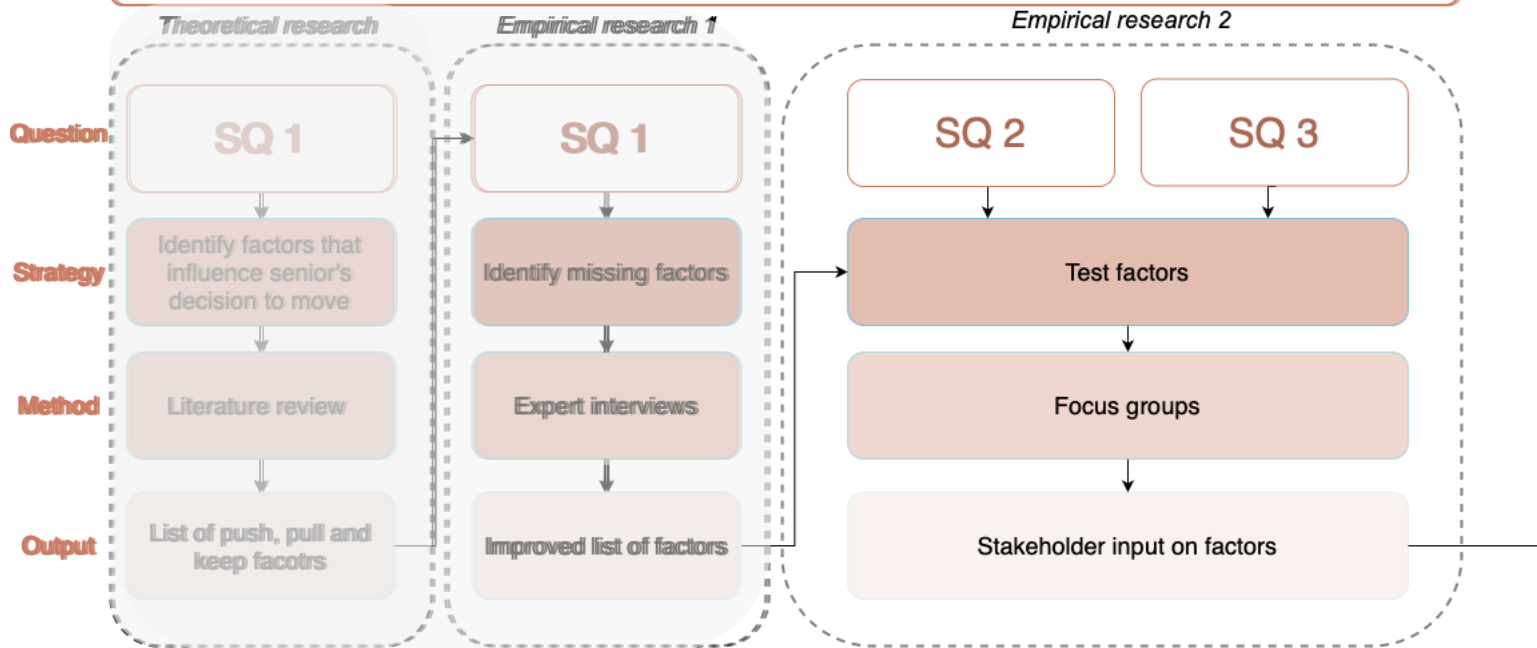 Theoretical research
Empirical research 1
Empirical research 2
Question
SQ 1
SQ 1
SQ 2
SQ 3
Strategy
Identify factors that
influence senior's
decision to move
Identify missing factors
Test factors
Method
Literature review
Expert interviews
Focus groups
Output
List of push, pull and
keep facotrs
Improved list of factors
Stakeholder input on factors